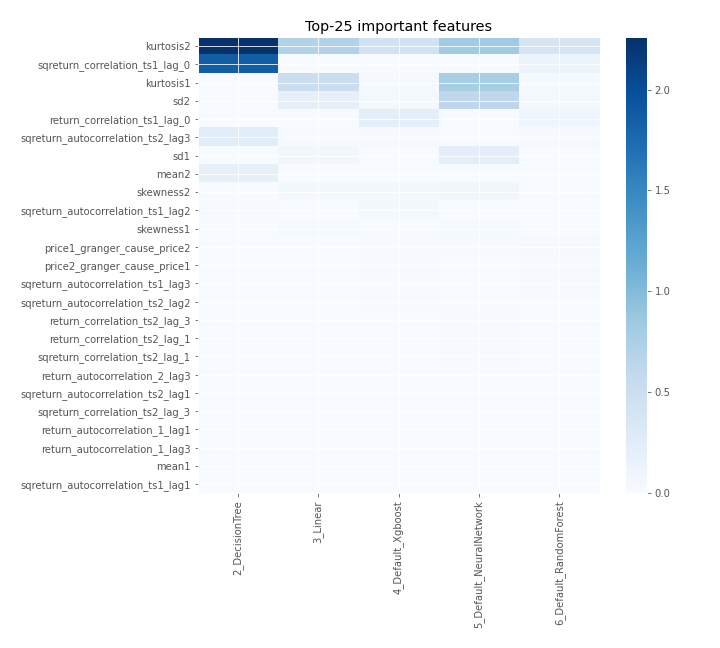 Top-25 important features
kurtosis2
sqreturn_correlation_ts1_lag_0
kurtosis1
sd2
return_correlation_ts1_lag_0
sqreturn_autocorrelation_ts2_lag3
sd1
mean2
skewness2
sqreturn_autocorrelation_ts1_lag2
skewness1
price1_granger_cause_price2
price2_granger_cause_price1
sqreturn_autocorrelation_ts1_lag3
sqreturn_autocorrelation_ts2_lag2
return_correlation_ts2_lag_3
return_correlation_ts2_lag_1
sqreturn_correlation_ts2_lag_1
return_autocorrelation_2_lag3
sqreturn_autocorrelation_ts2_lag1
sqreturn_correlation_ts2_lag_3
return_autocorrelation_1_lag1
return_autocorrelation_1_lag3
mean1
sqreturn_autocorrelation_ts1_lag1
2_DecisionTree
3_Linear
4_Default_Xgboost
5_Default_NeuralNetwork
6_Default_RandomForest
2.0
1.5
1.0
0.5
0.0